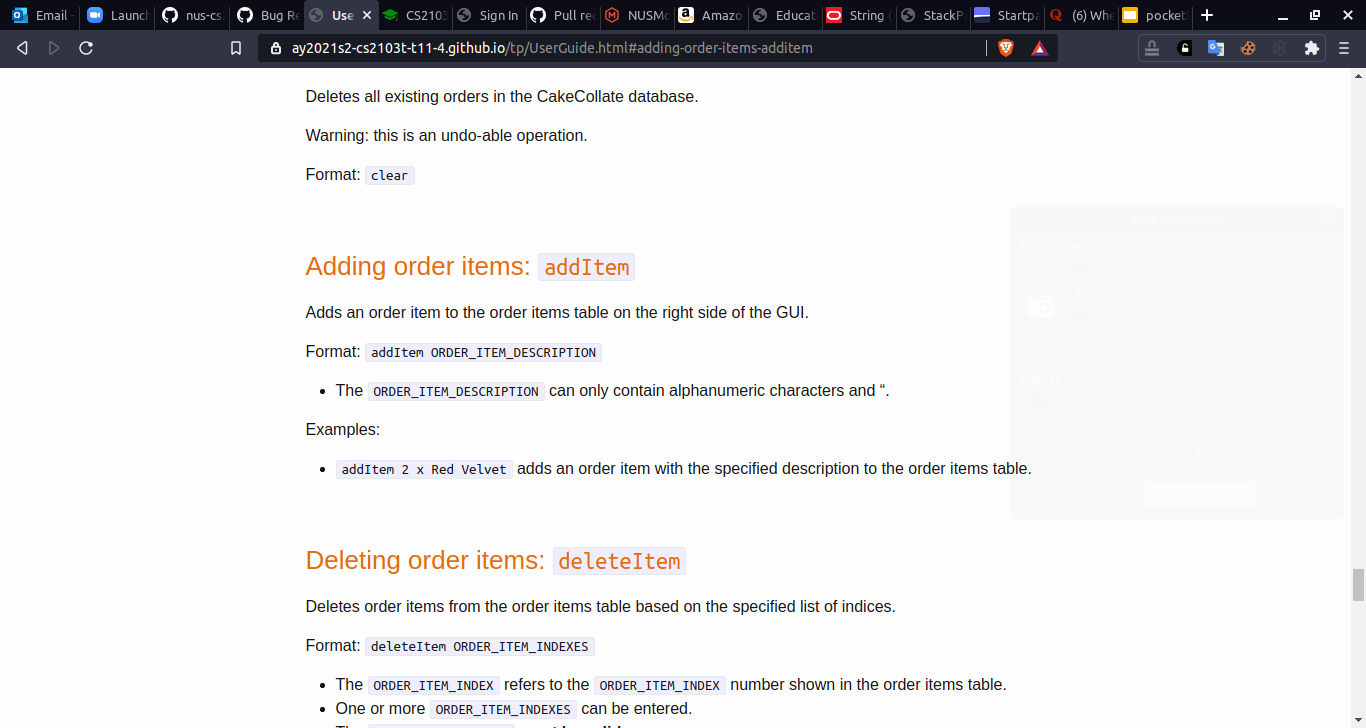 Email
Launch
nus-cs
Bug Re
Use
CS2103
Sign In
Pull rec
NUSMo
Amazo
Educat
String (
StackP
Startpa
(6) Whe
pocket
ay2021s2-cs2103t-t11-4.github.io/tp/UserGuide.html#adding-order-items-additem
Deletes all existing orders in the CakeCollate database.
Warning: this is an undo-able operation.
Format: clear
Adding order items: addItem
Adds an order item to the order items table on the right side of the GUI.
Format: addItem ORDER_ITEM_DESCRIPTION
• The ORDER_ITEM_DESCRIPTION can only contain alphanumeric characters and “.
Examples:
• addItem 2 x Red Velvet adds an order item with the specified description to the order items table.
Deleting order items: deleteItem
Deletes order items from the order items table based on the specified list of indices.
Format: deleteItem ORDER_ITEM_INDEXES
• The ORDER_ITEM_INDEX refers to the ORDER_ITEM_INDEX number shown in the order items table.
• One or more ORDER_ITEM_INDEXES can be entered.